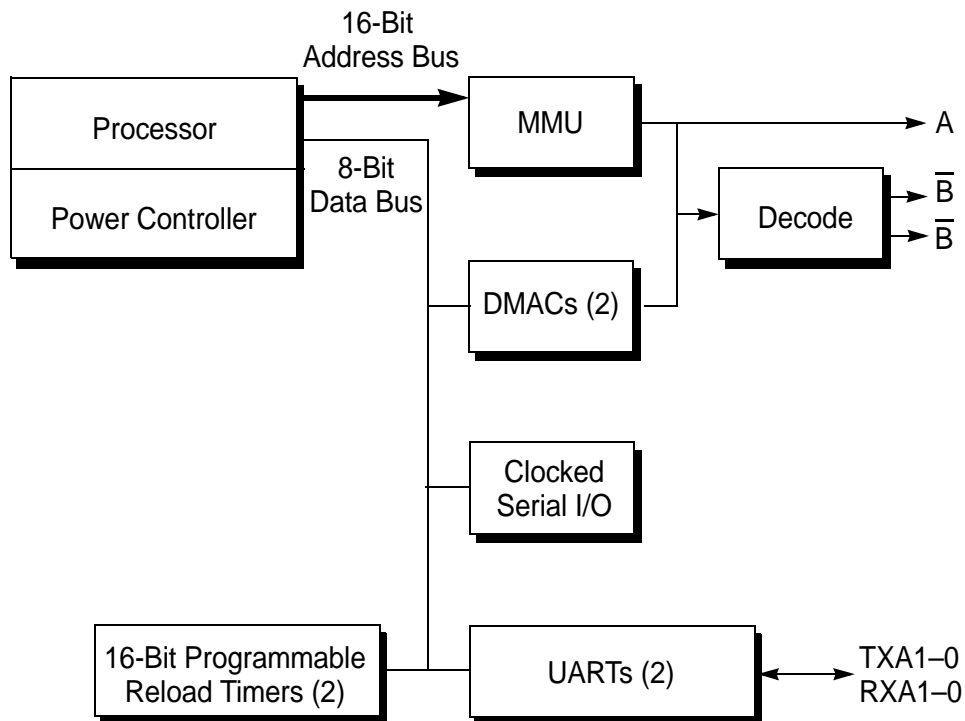 16-Bit
Address Bus
Processor
MMU
A
8-Bit
Data Bus
Power Controller
Decode
B̅
B̅
DMACs (2)
Clocked
Serial I/O
16-Bit Programmable
Reload Timers (2)
UARTs (2)
TXA1–0
RXA1–0